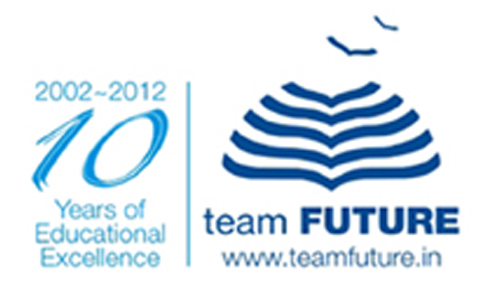 2002~2012
10
Years of
Educational
Excellence
team FUTURE
www.teamfuture.in